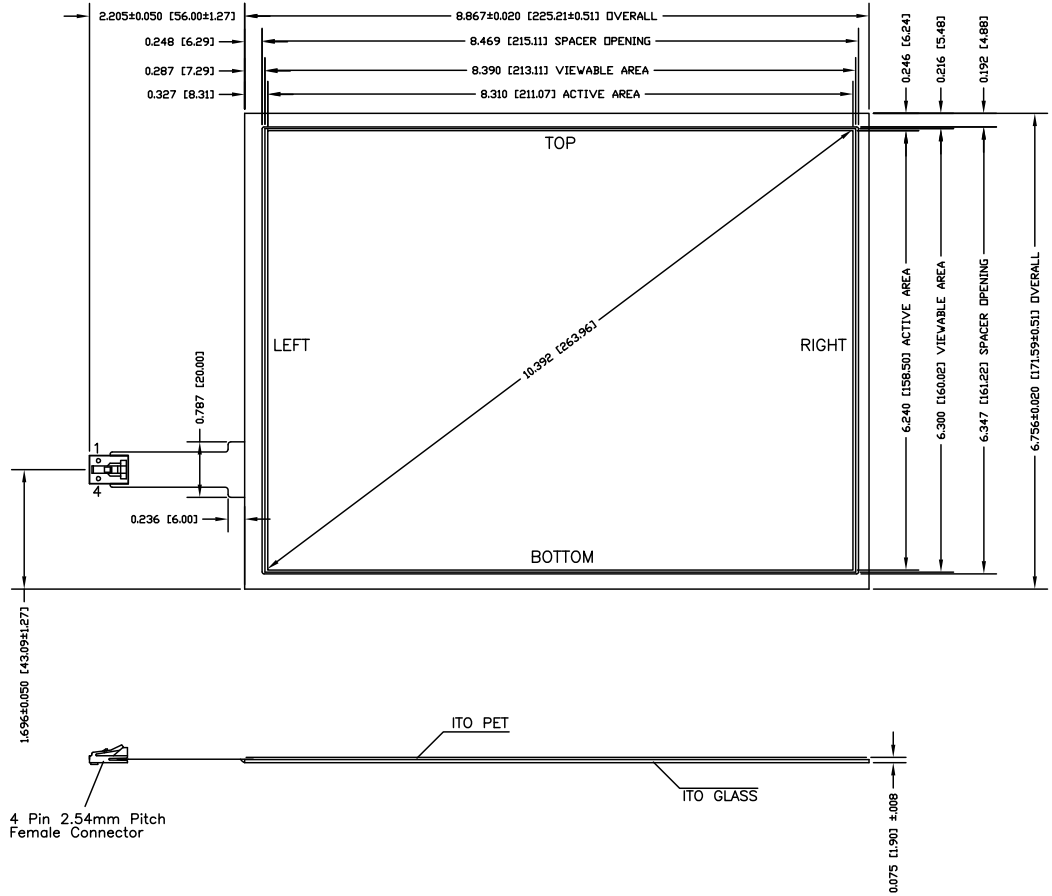 2.205±0.050 [56.00±1.27]
8.867±0.020 [225.21±0.51] OVERALL
0.248 [6.29]
8.469 [215.11] SPACER OPENING
0.287 [7.29]
8.390 [213.11] VIEWABLE AREA
0.327 [8.31]
8.310 [211.07] ACTIVE AREA
0.246 [6.24]
0.216 [5.48]
0.192 [4.88]
TOP
LEFT
RIGHT
BOTTOM
10.392 [263.96]
6.240 [158.50] ACTIVE AREA
6.300 [160.02] VIEWABLE AREA
6.347 [161.22] SPACER OPENING
6.756±0.020 [171.59±0.51] OVERALL
0.787 [20.00]
1
4
0.236 [6.00]
1.696±0.050 [43.09±1.27]
ITO PET
ITO GLASS
4 Pin 2.54mm Pitch
Female Connector
0.075 [1.90] ±.008